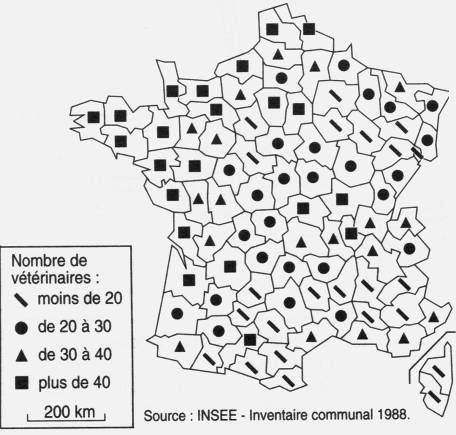 Nombre de
vétérinaires :
moins de 20
de 20 à 30
de 30 à 40
plus de 40
200 km
Source : INSEE - Inventaire communal 1988.